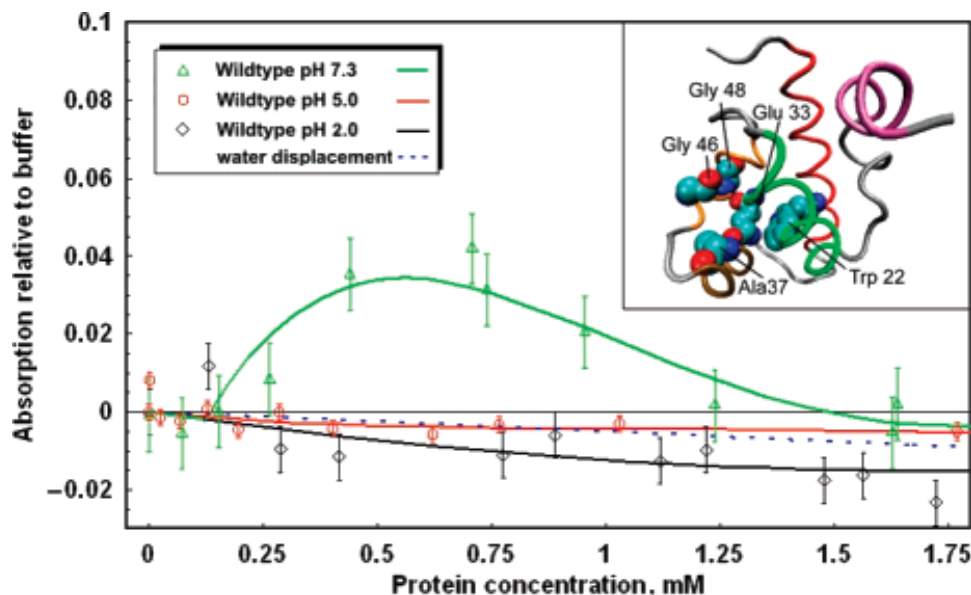 Absorption relative to buffer
0.1
0.08
0.06
0.04
0.02
0
−0.02
Wildtype pH 7.3
Wildtype pH 5.0
Wildtype pH 2.0
water displacement
Gly 48
Glu 33
Gly 46
Ala37
Trp 22
0 0.25 0.5 0.75 1 1.25 1.5 1.75
Protein concentration, mM